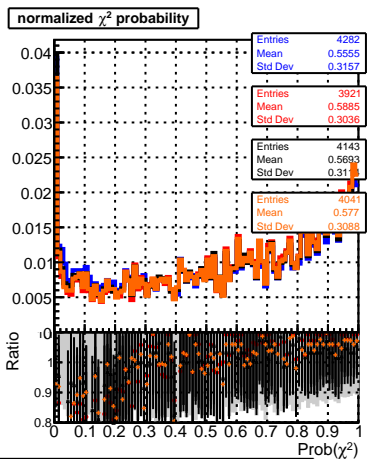 normalized χ² probability
Entries 4282
Mean 0.5555
Std Dev 0.3157
Entries 3921
Mean 0.5885
Std Dev 0.3036
Entries 4143
Mean 0.5693
Std Dev
Entries 4041
Mean 0.577
Std Dev 0.3088
0.04
0.035
0.03
0.025
0.02
0.015
0.01
0.005
Ratio
1
0.9
0.8
0 0.1 0.2 0.3 0.4 0.5 0.6 0.7 0.8 0.9 1
Prob(χ²)